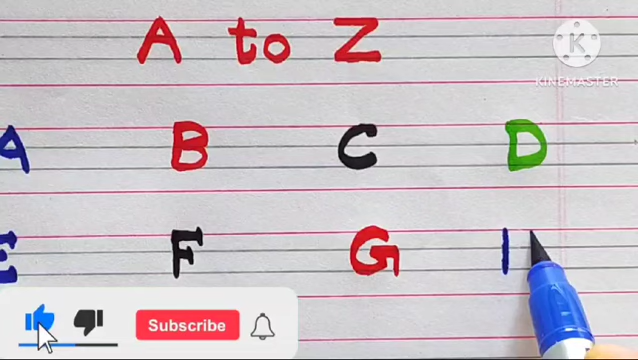 A to Z
KINEMASTER
A B C D
E F G I
Subscribe